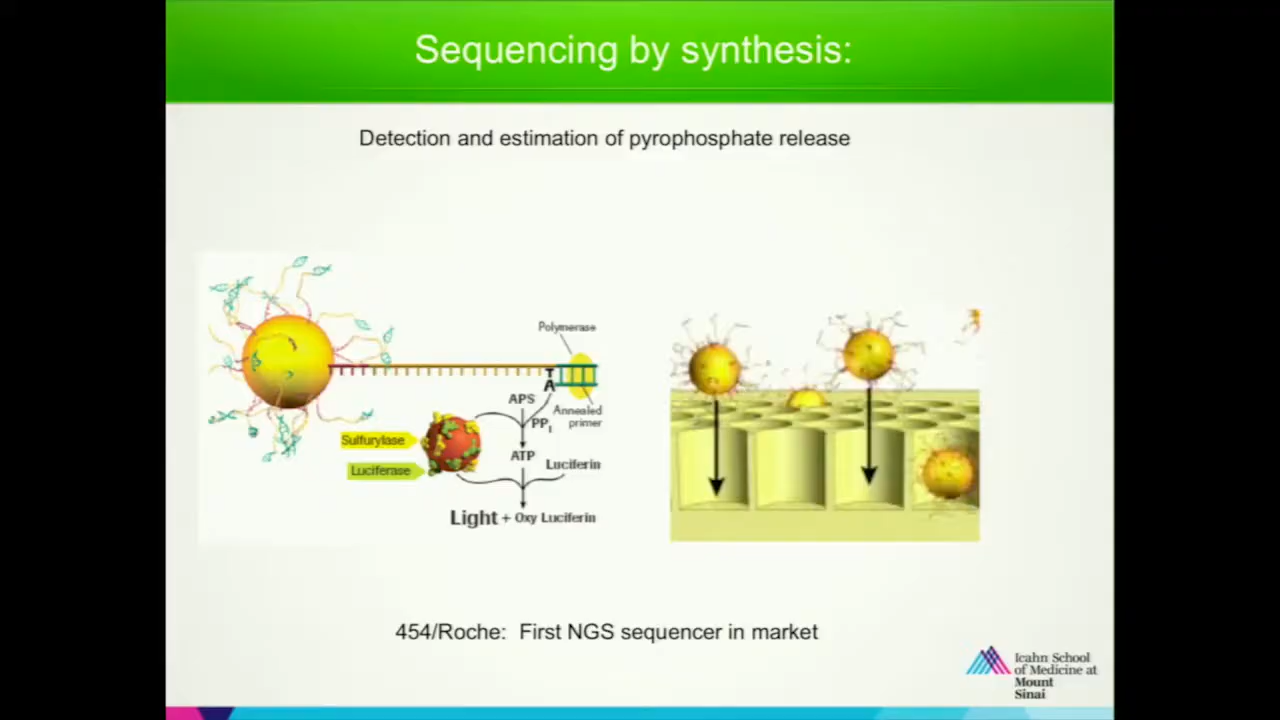 Sequencing by synthesis:
Detection and estimation of pyrophosphate release
Polymerase
T
A
APS
Annealed
primer
PPi
Sulfurylase
Luciferase
ATP
Luciferin
Light + Oxy Luciferin
454/Roche: First NGS sequencer in market
Icahn School
of Medicine at
Mount
Sinai